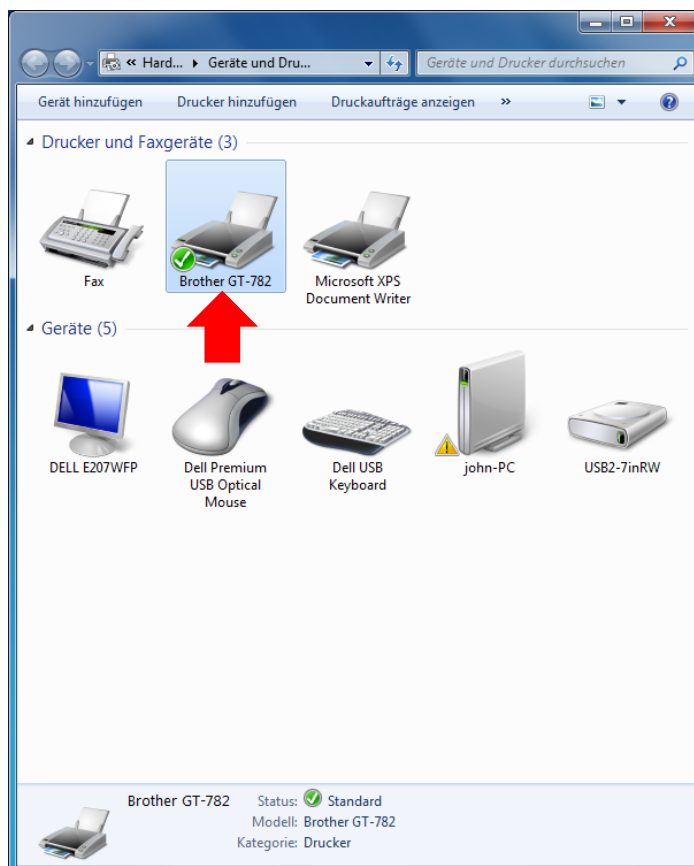 « Hard... ▸ Geräte und Dru...
Geräte und Drucker durchsuchen
Gerät hinzufügen Drucker hinzufügen Druckaufträge anzeigen »
Drucker und Faxgeräte (3)
Fax
Brother GT-782
Microsoft XPS
Document Writer
Geräte (5)
DELL E207WFP
Dell Premium
USB Optical
Mouse
Dell USB
Keyboard
john-PC
USB2-7inRW
Brother GT-782
Status: Standard
Modell: Brother GT-782
Kategorie: Drucker